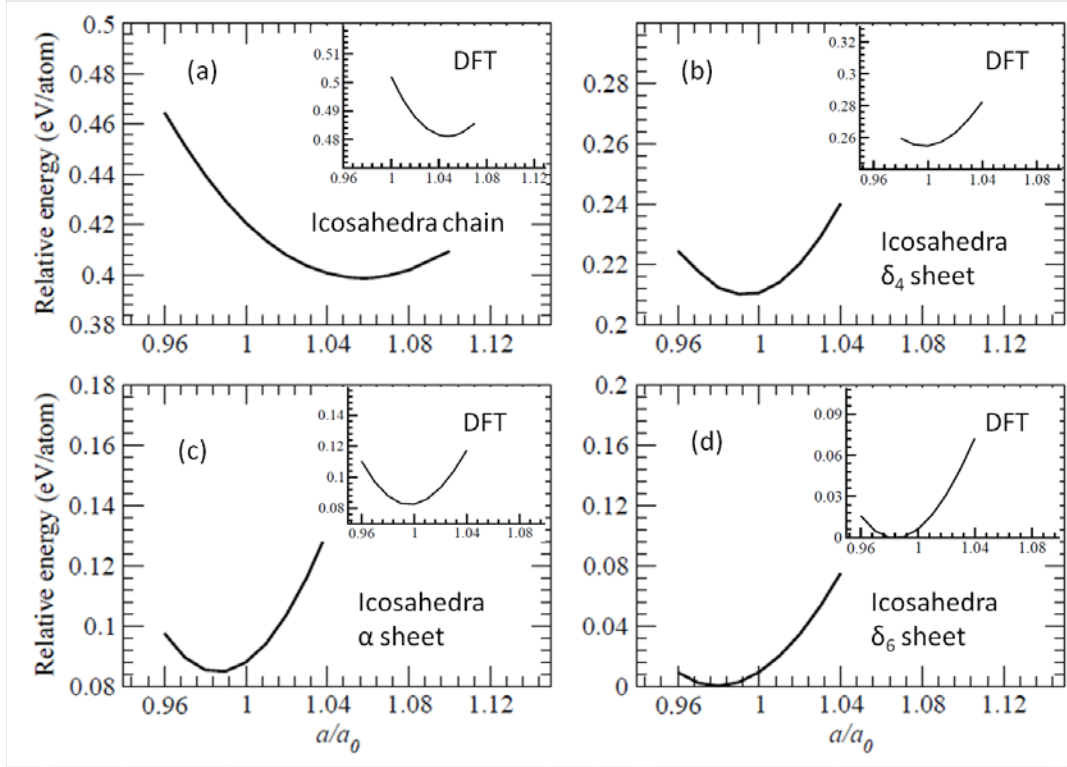 0.5
0.48
0.46
0.44
0.42
0.4
0.38
Relative energy (eV/atom)
(a)
0.51
0.5
0.49
0.48
DFT
0.96 1 1.04 1.08 1.12
Icosahedra chain
0.96 1 1.04 1.08 1.12
0.28
0.26
0.24
0.22
0.2
(b)
0.32
0.3
0.28
0.26
DFT
0.96 1 1.04 1.08
Icosahedra
δ4 sheet
0.96 1 1.04 1.08 1.12
0.18
0.16
0.14
0.12
0.1
0.08
Relative energy (eV/atom)
(c)
0.14
0.12
0.1
0.08
DFT
0.96 1 1.04 1.08
Icosahedra
α sheet
0.96 1 1.04 1.08 1.12
a/a0
0.2
0.16
0.12
0.08
0.04
0
(d)
0.09
0.06
0.03
0
DFT
0.96 1 1.04 1.08
Icosahedra
δ6 sheet
0.96 1 1.04 1.08 1.12
a/a0